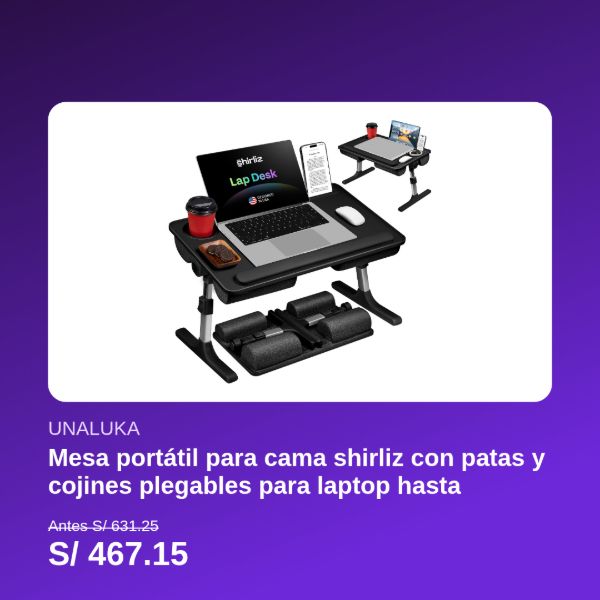 shirliz
Lap Desk
UNALUKA
Mesa portátil para cama shirliz con patas y
cojines plegables para laptop hasta
Antes S/ 631.25
S/ 467.15